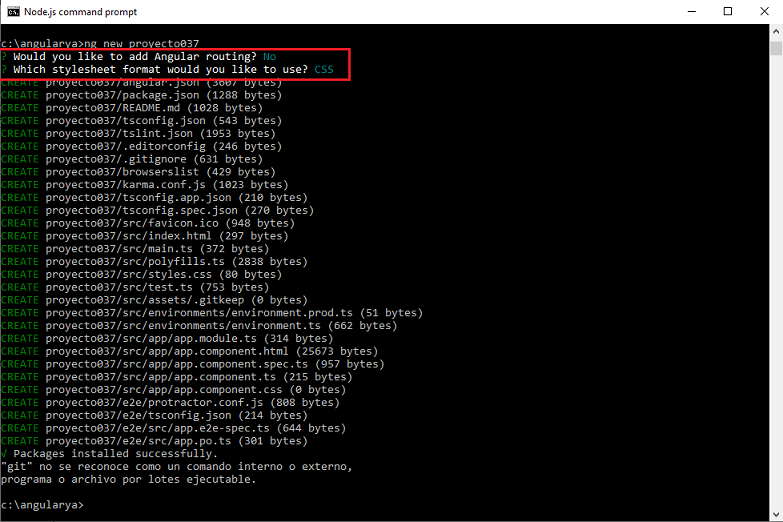 Node.js command prompt
c:\angularya>ng new proyecto037
? Would you like to add Angular routing? No
? Which stylesheet format would you like to use? CSS
CREATE proyecto037/angular.json (3607 bytes)
CREATE proyecto037/package.json (1288 bytes)
CREATE proyecto037/README.md (1028 bytes)
CREATE proyecto037/tsconfig.json (543 bytes)
CREATE proyecto037/tslint.json (1953 bytes)
CREATE proyecto037/.editorconfig (246 bytes)
CREATE proyecto037/.gitignore (631 bytes)
CREATE proyecto037/browserslist (429 bytes)
CREATE proyecto037/karma.conf.js (1023 bytes)
CREATE proyecto037/tsconfig.app.json (210 bytes)
CREATE proyecto037/tsconfig.spec.json (270 bytes)
CREATE proyecto037/src/favicon.ico (948 bytes)
CREATE proyecto037/src/index.html (297 bytes)
CREATE proyecto037/src/main.ts (372 bytes)
CREATE proyecto037/src/polyfills.ts (2838 bytes)
CREATE proyecto037/src/styles.css (80 bytes)
CREATE proyecto037/src/test.ts (753 bytes)
CREATE proyecto037/src/assets/.gitkeep (0 bytes)
CREATE proyecto037/src/environments/environment.prod.ts (51 bytes)
CREATE proyecto037/src/environments/environment.ts (662 bytes)
CREATE proyecto037/src/app/app.module.ts (314 bytes)
CREATE proyecto037/src/app/app.component.html (25673 bytes)
CREATE proyecto037/src/app/app.component.spec.ts (957 bytes)
CREATE proyecto037/src/app/app.component.ts (215 bytes)
CREATE proyecto037/src/app/app.component.css (0 bytes)
CREATE proyecto037/e2e/protractor.conf.js (808 bytes)
CREATE proyecto037/e2e/tsconfig.json (214 bytes)
CREATE proyecto037/e2e/src/app.e2e-spec.ts (644 bytes)
CREATE proyecto037/e2e/src/app.po.ts (301 bytes)
√ Packages installed successfully.
"git" no se reconoce como un comando interno o externo,
programa o archivo por lotes ejecutable.
c:\angularya>